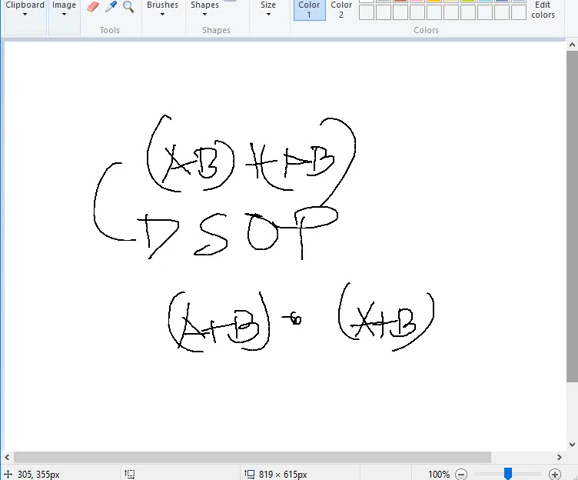 Clipboard Image Brushes Shapes Size Color 1 Color 2 Edit colors
Tools Shapes Colors
(AB) + (AB)
SOP
(A+B) • (A+B)
305, 355px 819 × 615px 100%